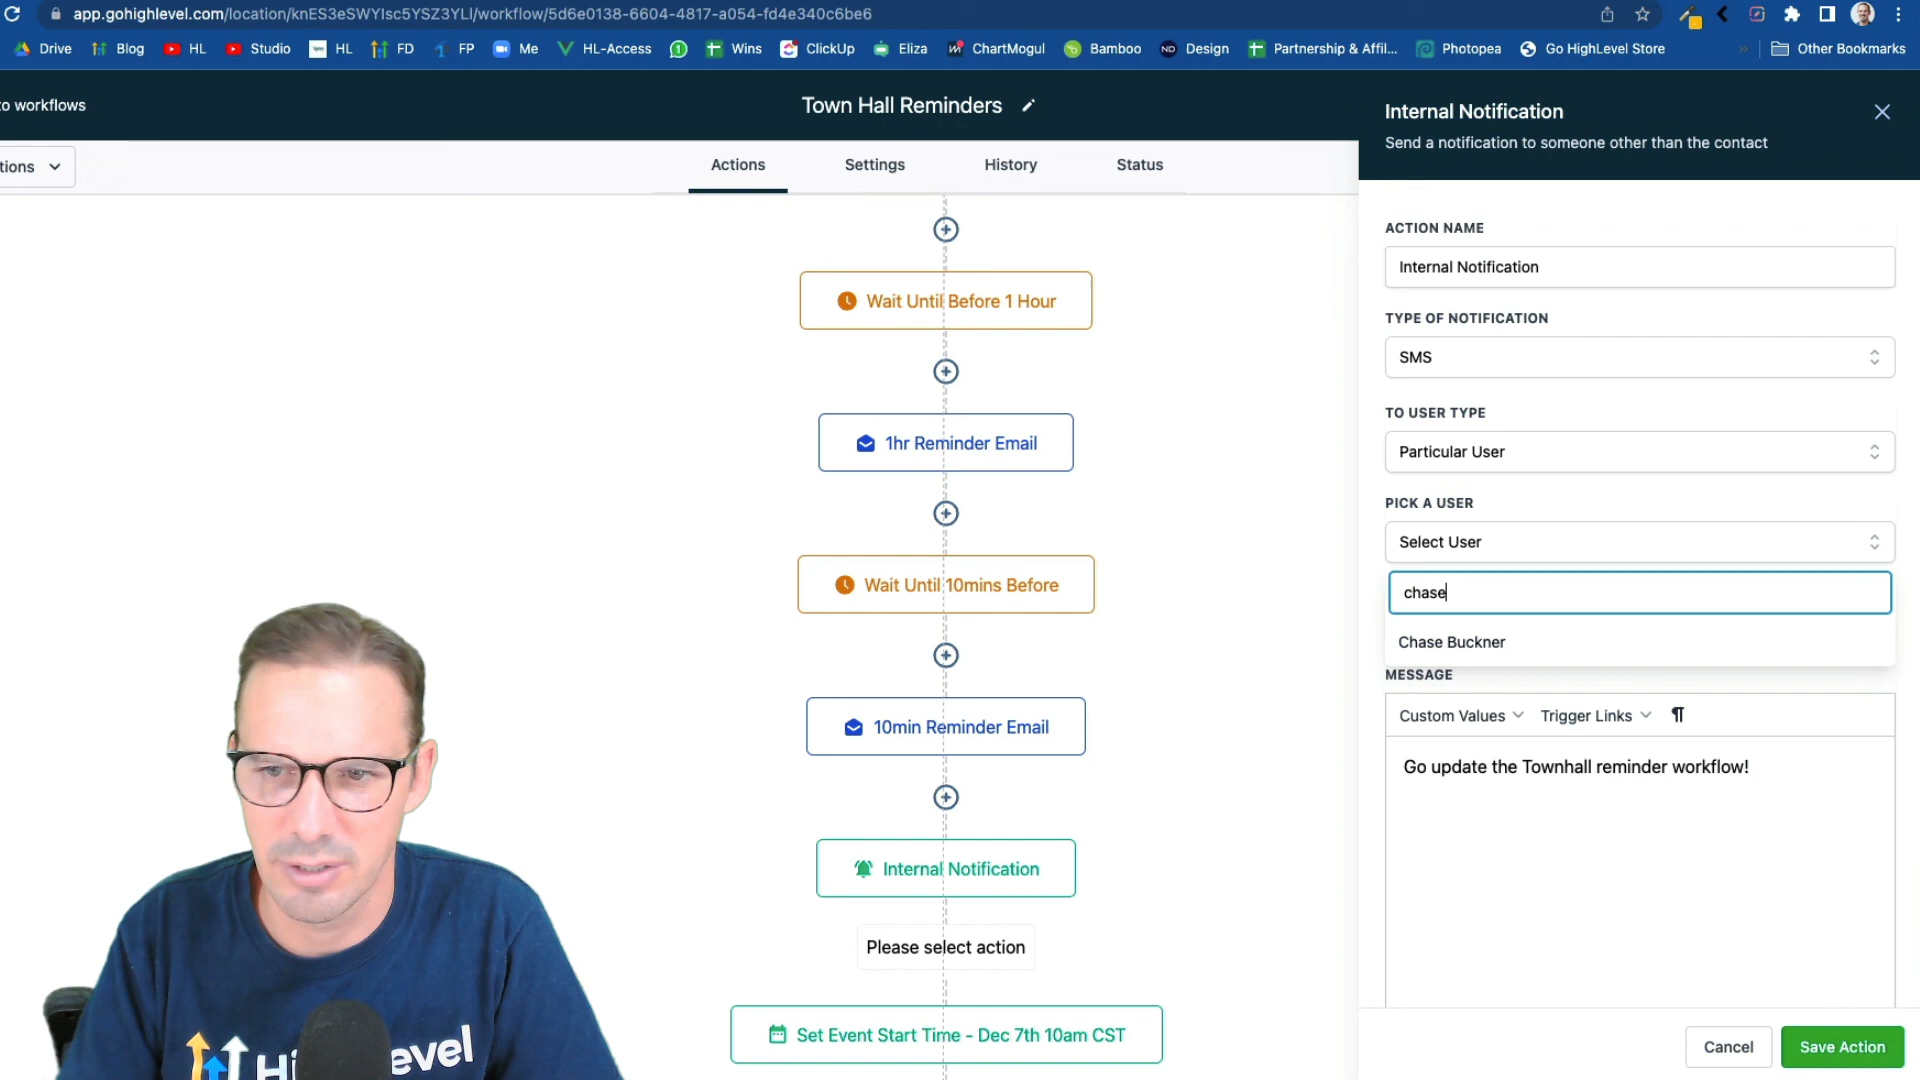 app.gohighlevel.com/location/knES3eSWYIsc5YSZ3YLI/workflow/5d6e0138-6604-4817-a054-fd4e340c6be6
Drive Blog HL Studio HL FD FP Me HL-Access Wins ClickUp Eliza ChartMogul Bamboo Design Partnership & Affil... Photopea Go HighLevel Store » Other Bookmarks
to workflows
Town Hall Reminders
tions
Actions Settings History Status
Wait Until Before 1 Hour
1hr Reminder Email
Wait Until 10mins Before
10min Reminder Email
Internal Notification
Please select action
Set Event Start Time - Dec 7th 10am CST
Internal Notification
Send a notification to someone other than the contact
ACTION NAME
Internal Notification
TYPE OF NOTIFICATION
SMS
TO USER TYPE
Particular User
PICK A USER
Select User
chase
Chase Buckner
MESSAGE
Custom Values Trigger Links ¶
Go update the Townhall reminder workflow!
Cancel Save Action